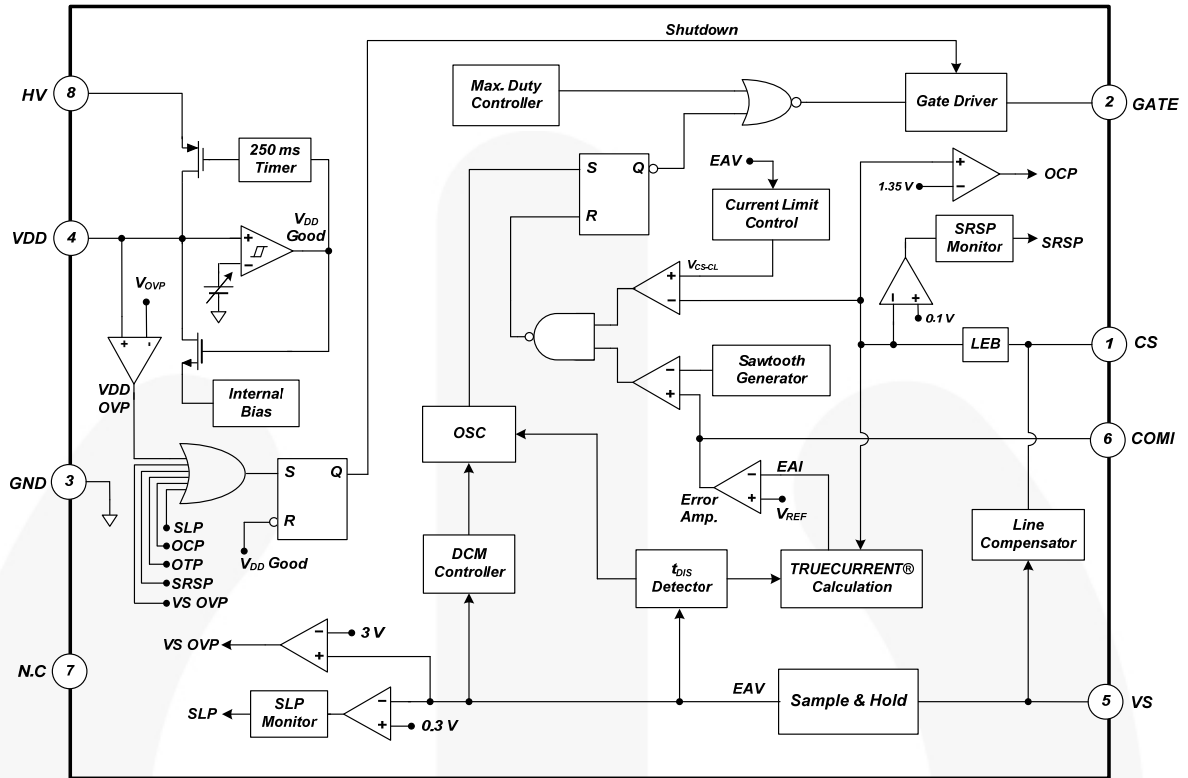 Shutdown
HV
8
Max. Duty
Controller
Gate Driver
2
GATE
250 ms
Timer
S
Q
R
EAV
1.35 V
+
−
OCP
Current Limit
Control
VDD
4
VDD
Good
+
−
SRSP
Monitor
SRSP
VCS-CL
+
−
VOVP
+
-
0.1 V
I
+
LEB
1
CS
VDD
OVP
Internal
Bias
Sawtooth
Generator
−
+
OSC
6
COMI
GND
3
S
Q
R
EAI
−
+
Error
Amp.
VREF
SLP
OCP
OTP
SRSP
VS OVP
VDD Good
DCM
Controller
tDIS
Detector
TRUECURRENT®
Calculation
Line
Compensator
N.C
7
VS OVP
−
+
3 V
SLP
SLP
Monitor
−
+
0.3 V
EAV
Sample & Hold
5
VS